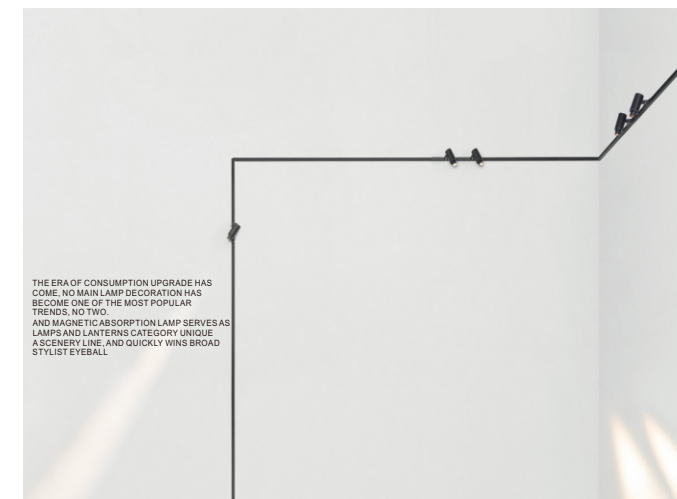 THE ERA OF CONSUMPTION UPGRADE HAS
COME, NO MAIN LAMP DECORATION HAS
BECOME ONE OF THE MOST POPULAR
TRENDS, NO TWO.
AND MAGNETIC ABSORPTION LAMP SERVES AS
LAMPS AND LANTERNS CATEGORY UNIQUE
A SCENERY LINE, AND QUICKLY WINS BROAD
STYLIST EYEBALL